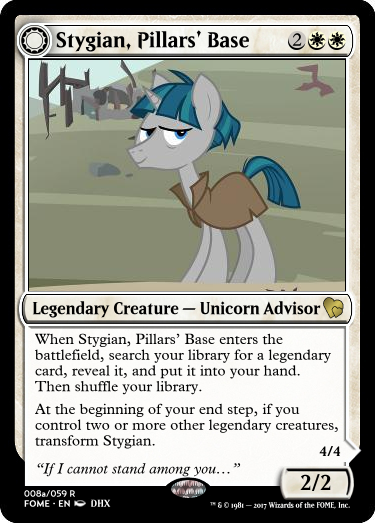 Stygian, Pillars' Base 2
Legendary Creature — Unicorn Advisor
When Stygian, Pillars' Base enters the
battlefield, search your library for a legendary
card, reveal it, and put it into your hand.
Then shuffle your library.
At the beginning of your end step, if you
control two or more other legendary creatures,
transform Stygian.
4/4
"If I cannot stand among you…"
2/2
008a/059 R
FOME • EN DHX
™ & © 1981 — 2017 Wizards of the FOME, Inc.